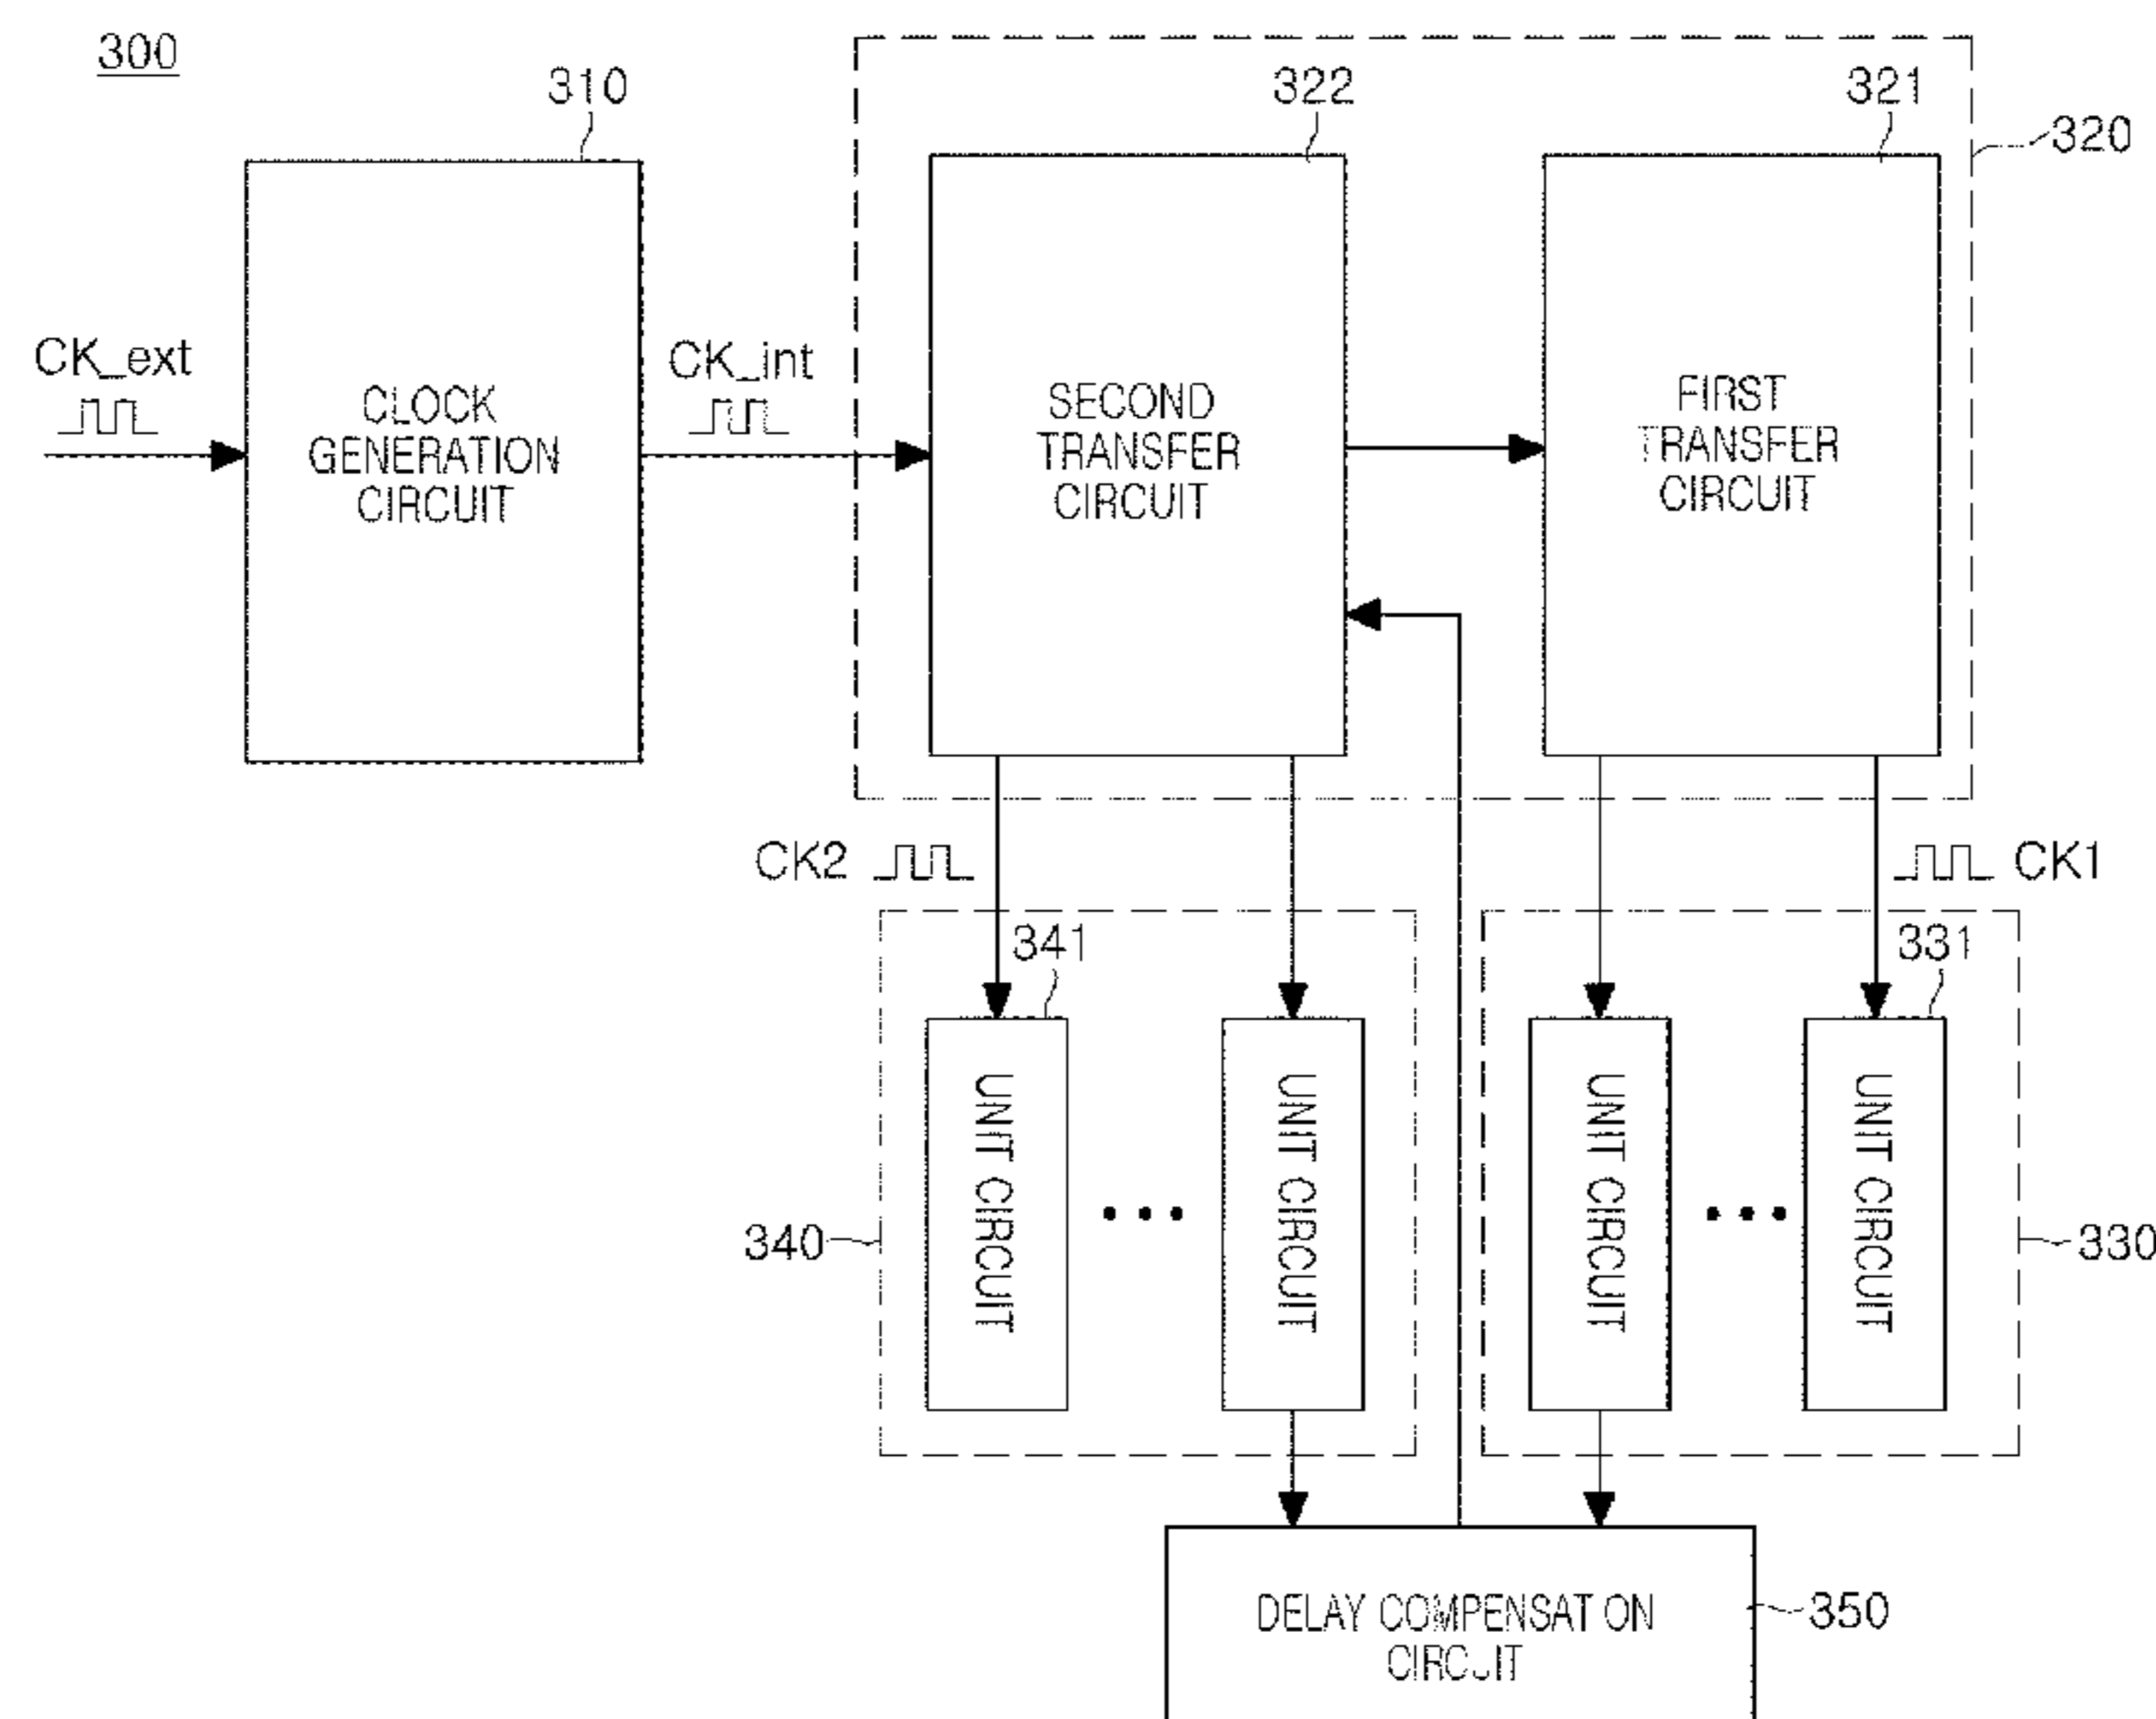 300
310
322
321
320
CK_ext
CK_int
CLOCK
GENERATION
CIRCUIT
SECOND
TRANSFER
CIRCUIT
FIRST
TRANSFER
CIRCUIT
CK2
CK1
341
331
UNIT CIRCUIT
UNIT CIRCUIT
UNIT CIRCUIT
UNIT CIRCUIT
340
330
DELAY COMPENSAT ON
CIRCUIT
350